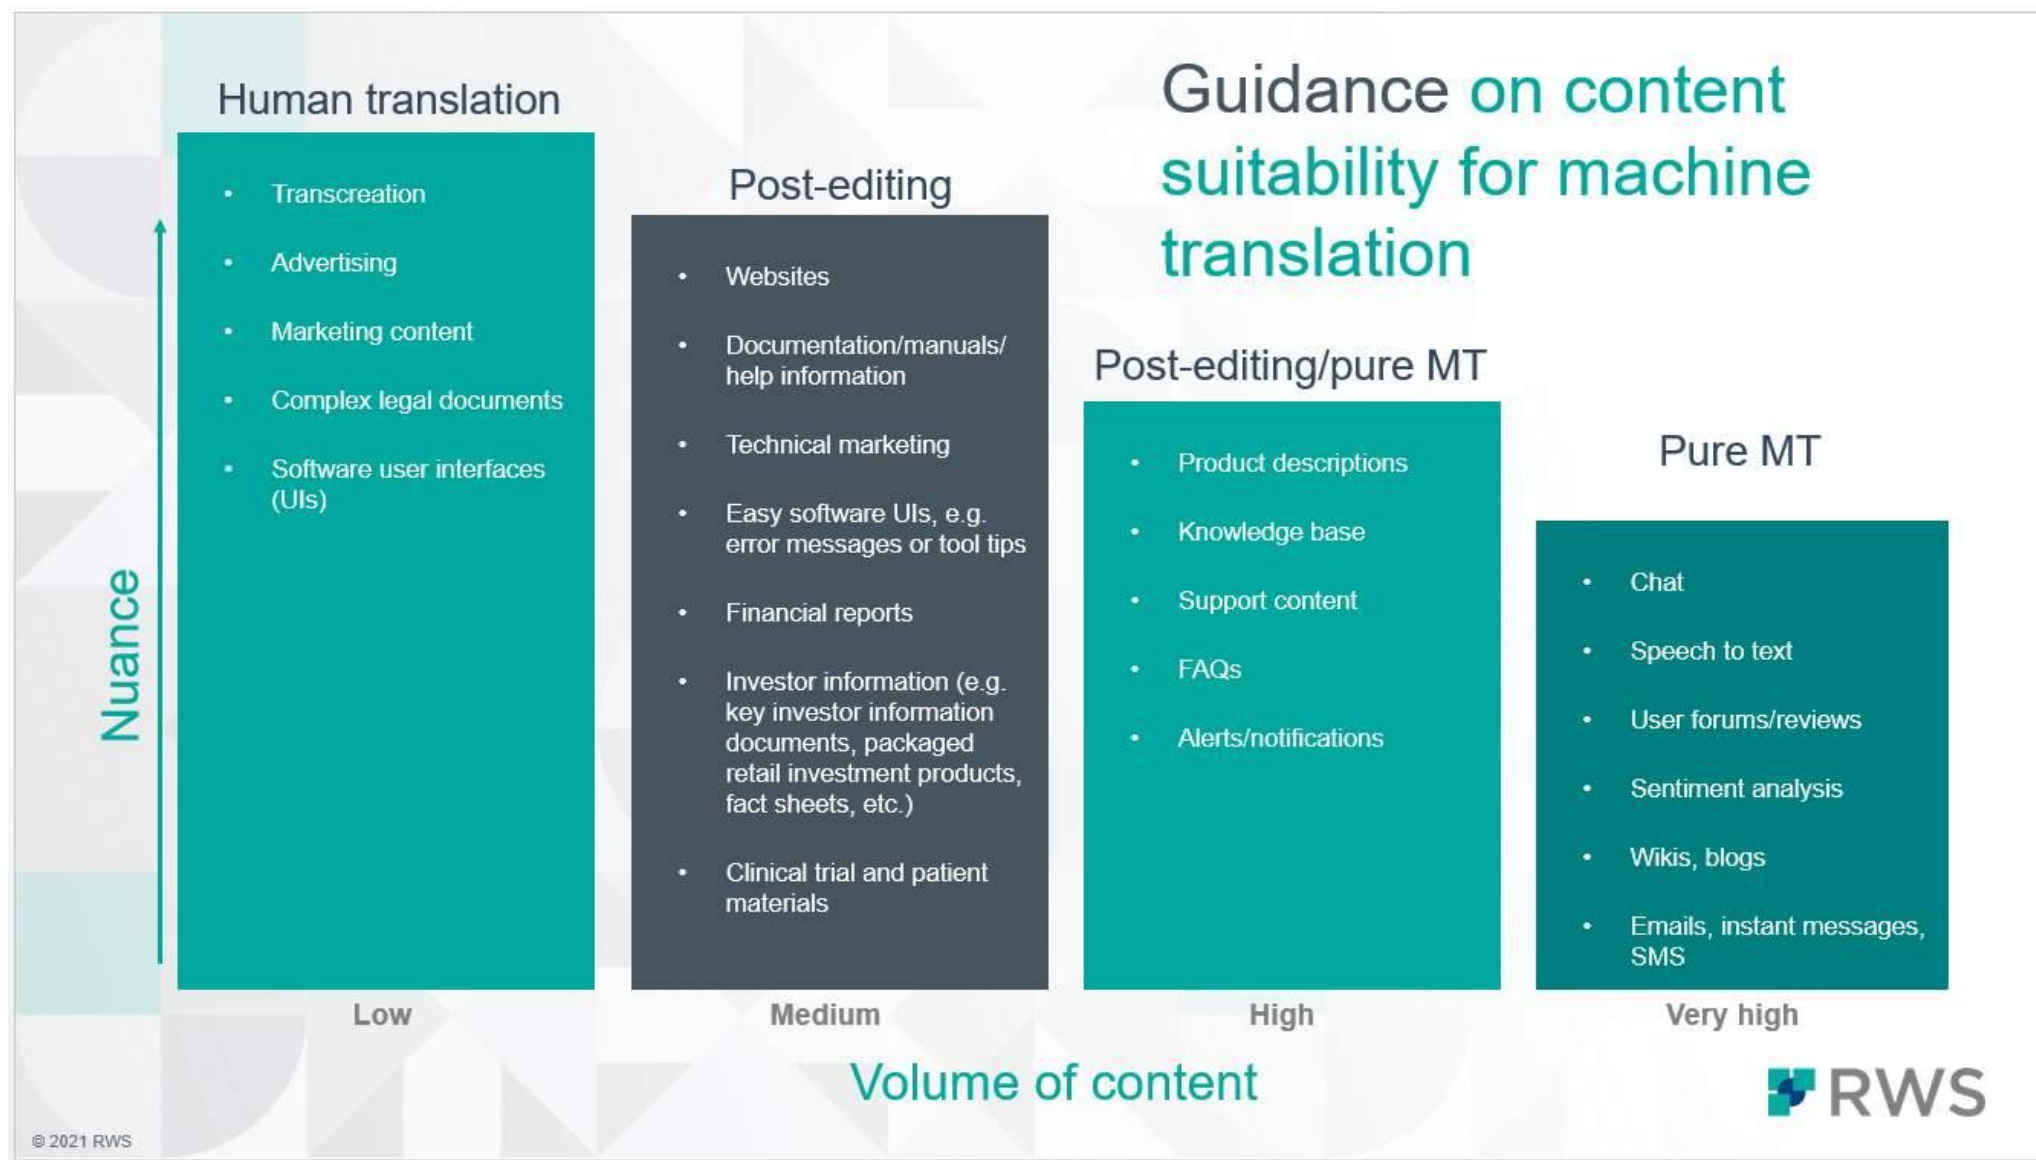 Guidance on content
suitability for machine
translation
Human translation
• Transcreation
• Advertising
• Marketing content
• Complex legal documents
• Software user interfaces
(UIs)
Post-editing
• Websites
• Documentation/manuals/
help information
• Technical marketing
• Easy software UIs, e.g.
error messages or tool tips
• Financial reports
• Investor information (e.g.
key investor information
documents, packaged
retail investment products,
fact sheets, etc.)
• Clinical trial and patient
materials
Post-editing/pure MT
• Product descriptions
• Knowledge base
• Support content
• FAQs
• Alerts/notifications
Pure MT
• Chat
• Speech to text
• User forums/reviews
• Sentiment analysis
• Wikis, blogs
• Emails, instant messages,
SMS
Nuance
Low
Medium
High
Very high
Volume of content
RWS
© 2021 RWS